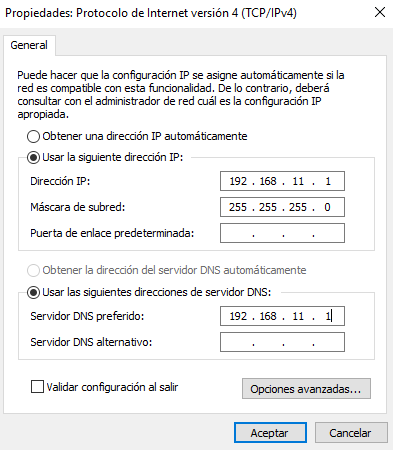 Propiedades: Protocolo de Internet versión 4 (TCP/IPv4)
General
Puede hacer que la configuración IP se asigne automáticamente si la
red es compatible con esta funcionalidad. De lo contrario, deberá
consultar con el administrador de red cuál es la configuración IP
apropiada.
Obtener una dirección IP automáticamente
Usar la siguiente dirección IP:
Dirección IP: 192 . 168 . 11 . 1
Máscara de subred: 255 . 255 . 255 . 0
Puerta de enlace predeterminada: . . .
Obtener la dirección del servidor DNS automáticamente
Usar las siguientes direcciones de servidor DNS:
Servidor DNS preferido: 192 . 168 . 11 . 1
Servidor DNS alternativo: . . .
Validar configuración al salir
Opciones avanzadas...
Aceptar Cancelar